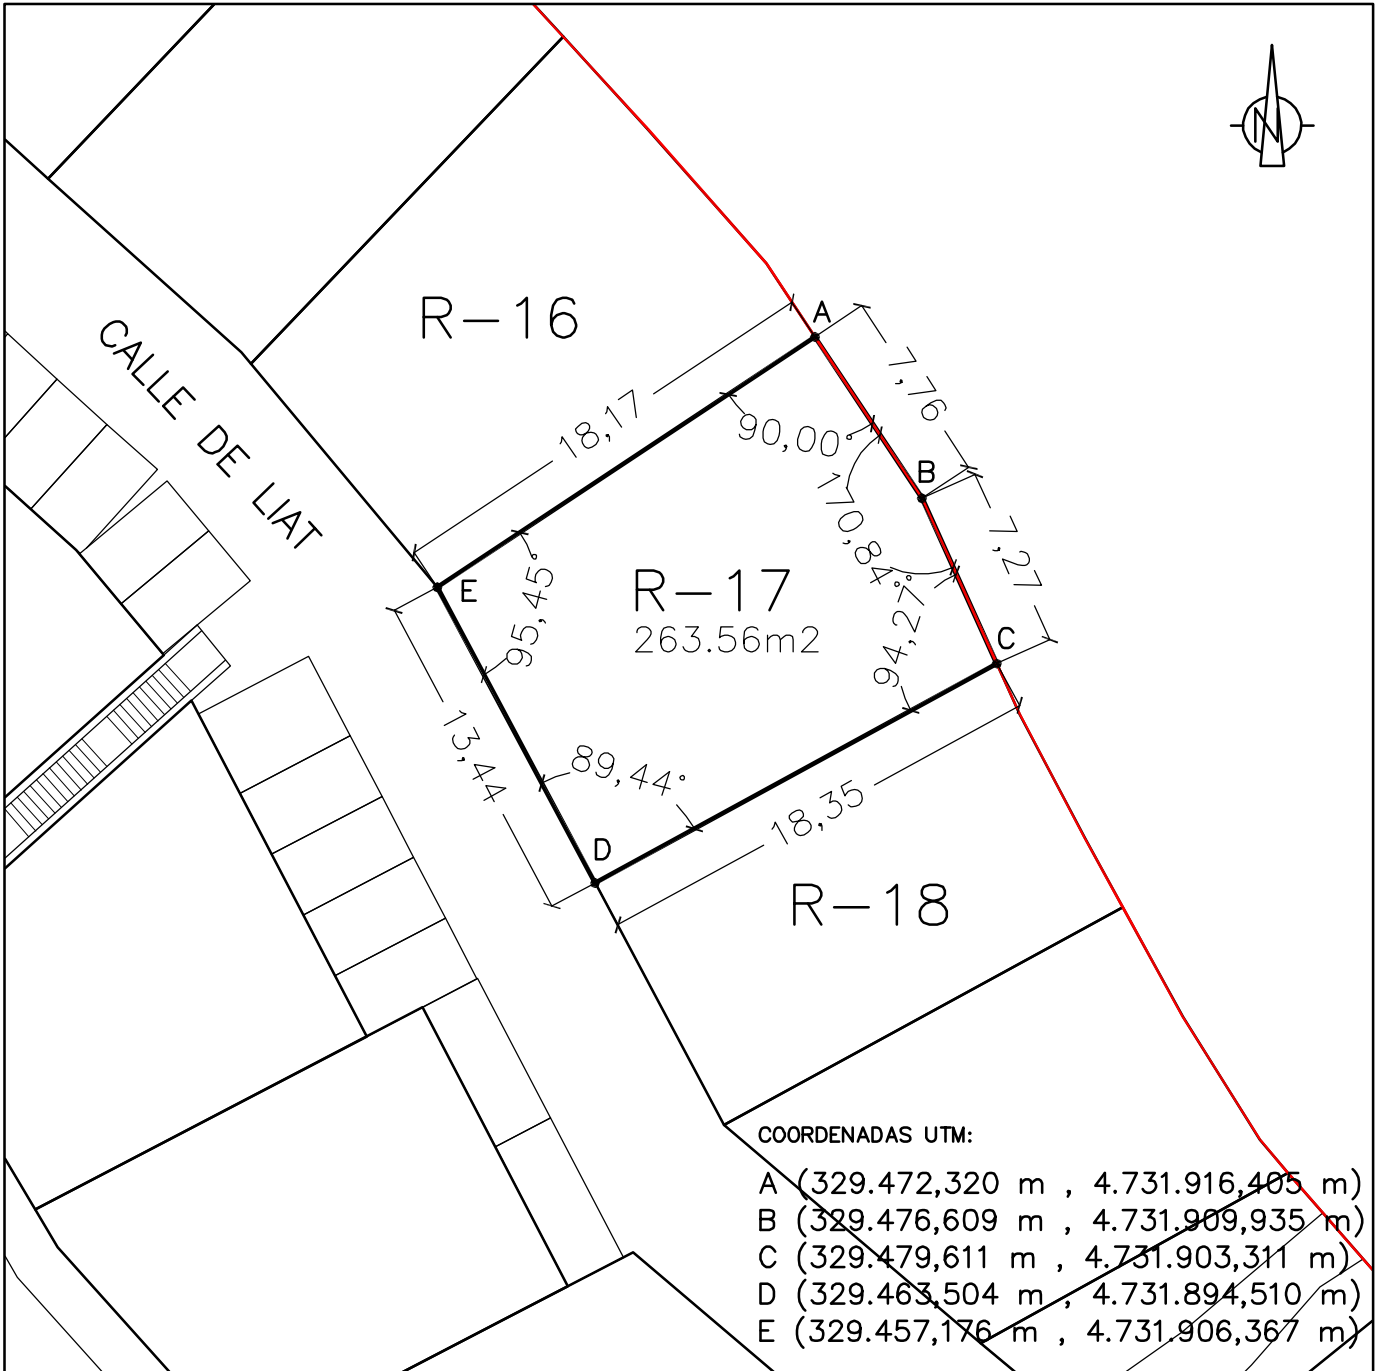 N
A
R-16
7,76
CALLE DE LIAT
18,17
90,00°
B
170,84°
7,27
E
95,45°
R-17
263.56m2
94,27°
C
13,44
89,44°
18,35
D
R-18
COORDENADAS UTM:
A (329.472,320 m , 4.731.916,405 m)
B (329.476,609 m , 4.731.909,935 m)
C (329.479,611 m , 4.731.903,311 m)
D (329.463,504 m , 4.731.894,510 m)
E (329.457,176 m , 4.731.906,367 m)